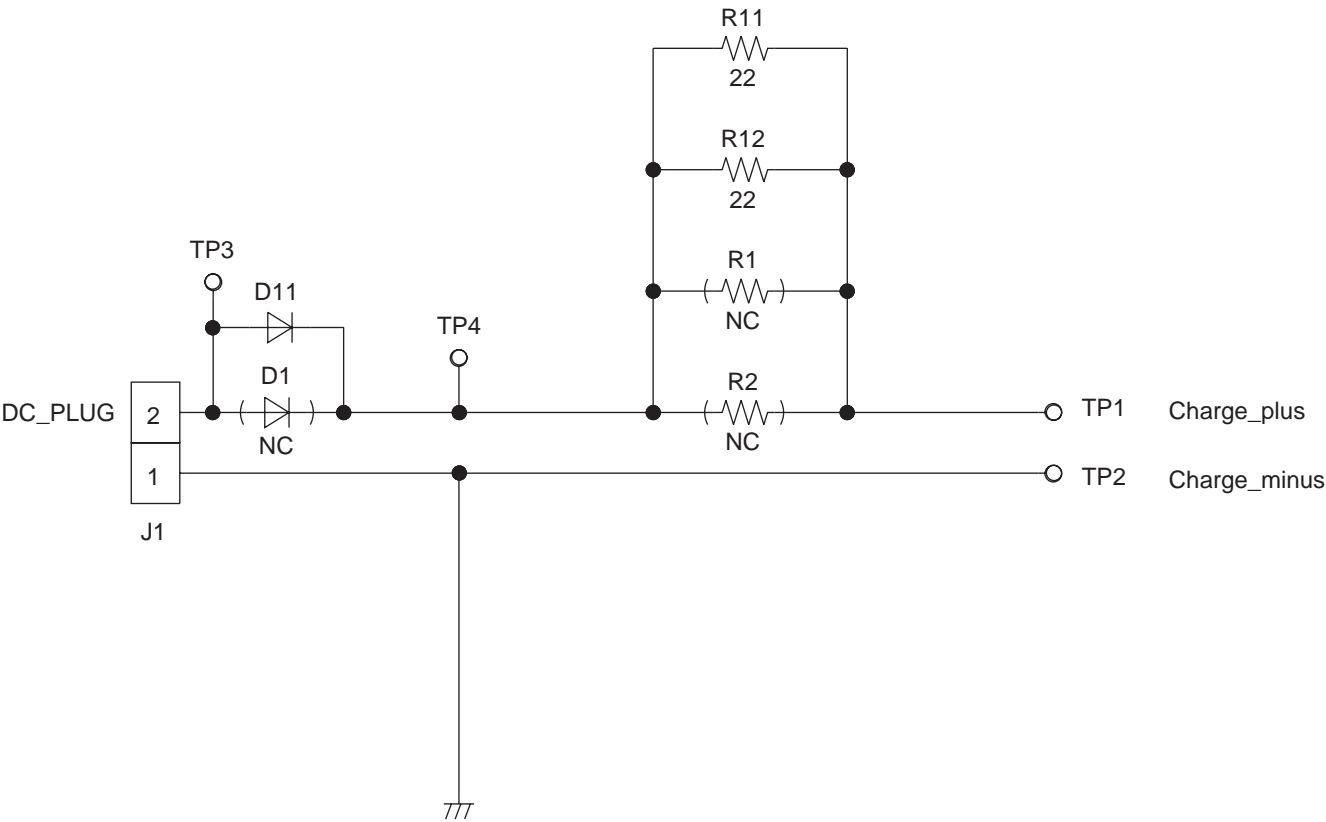 R11
22
R12
22
TP3
R1
D11
NC
TP4
D1
R2
DC_PLUG
2
TP1
Charge_plus
NC
NC
1
TP2
Charge_minus
J1